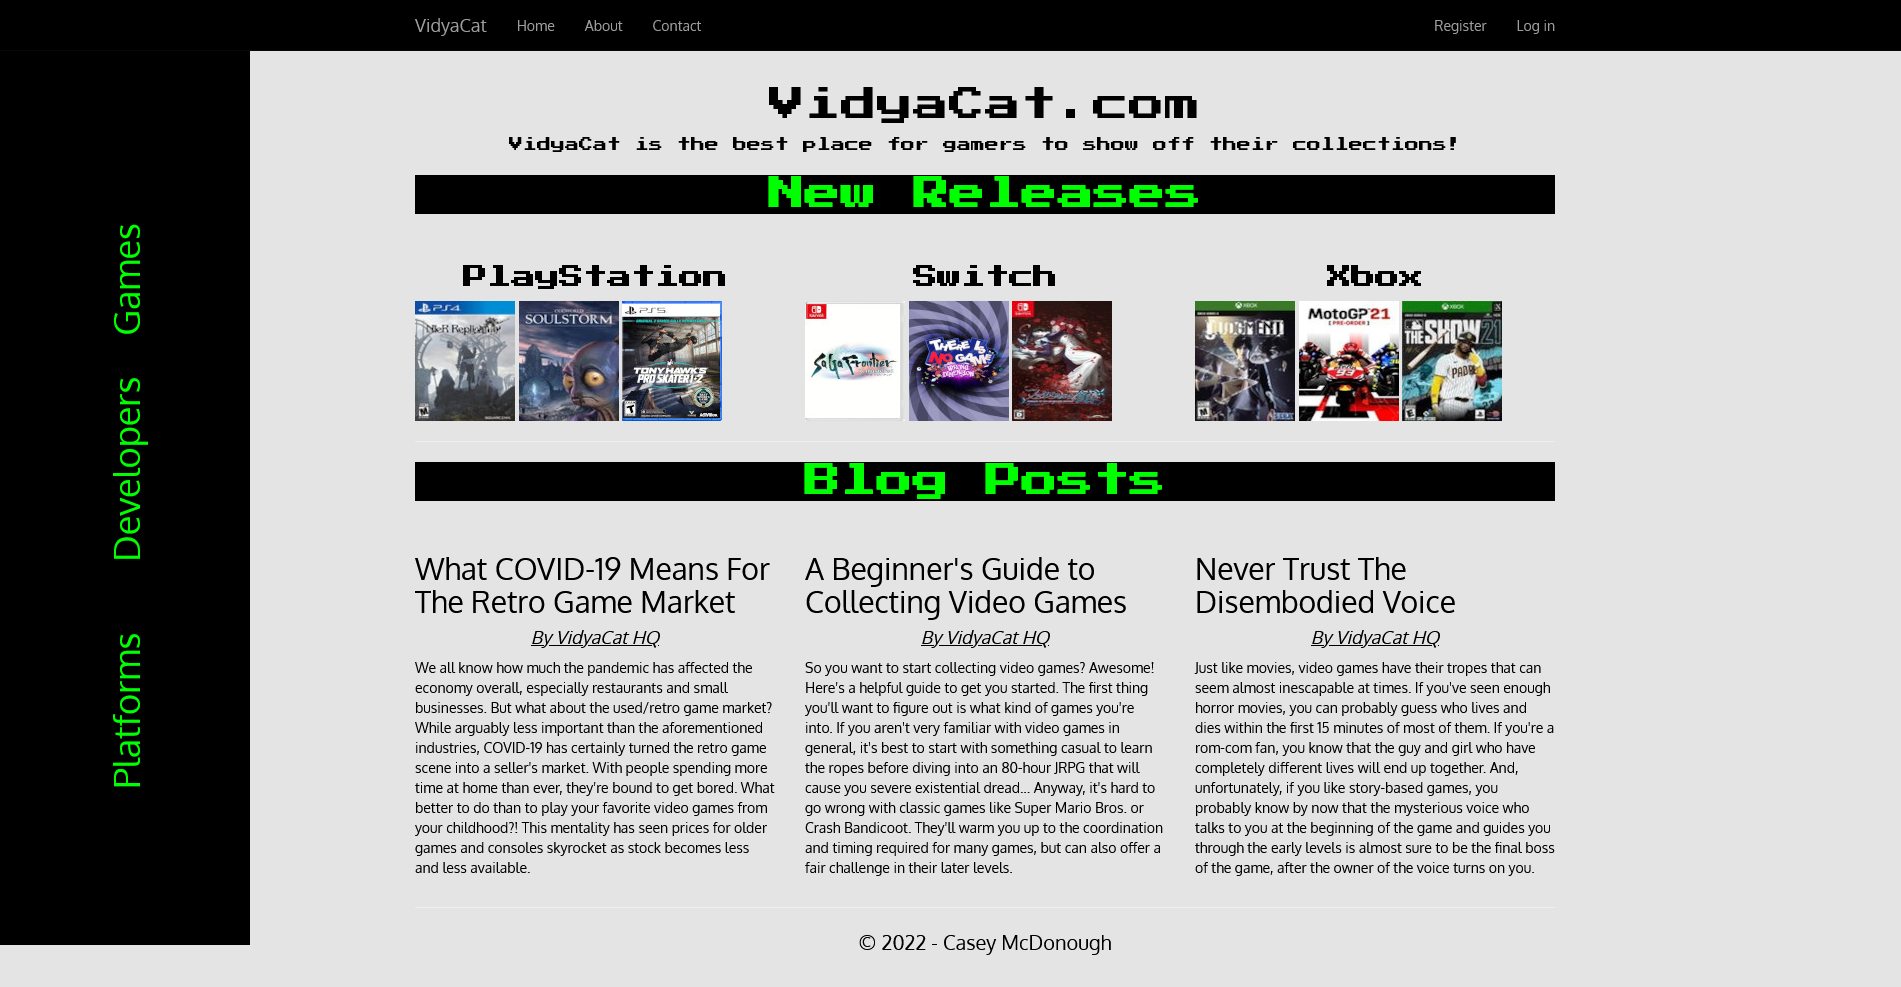 VidyaCat Home About Contact Register Log in
Games
Developers
Platforms
VidyaCat.com
VidyaCat is the best place for gamers to show off their collections!
New Releases
PlayStation Switch Xbox
PS4
NieR Replicant
SOULSTORM
PS5
TONY HAWK'S
PRO SKATER 1+2
SaGa Frontier
THERE IS
NO GAME
WRONG DIMENSION
XBOX
JUDGMENT
SEGA
MotoGP'21
[ PRE-ORDER ]
XBOX
THE SHOW 21
Blog Posts
What COVID-19 Means For
The Retro Game Market
By VidyaCat HQ
We all know how much the pandemic has affected the
economy overall, especially restaurants and small
businesses. But what about the used/retro game market?
While arguably less important than the aforementioned
industries, COVID-19 has certainly turned the retro game
scene into a seller's market. With people spending more
time at home than ever, they're bound to get bored. What
better to do than to play your favorite video games from
your childhood?! This mentality has seen prices for older
games and consoles skyrocket as stock becomes less
and less available.
A Beginner's Guide to
Collecting Video Games
By VidyaCat HQ
So you want to start collecting video games? Awesome!
Here's a helpful guide to get you started. The first thing
you'll want to figure out is what kind of games you're
into. If you aren't very familiar with video games in
general, it's best to start with something casual to learn
the ropes before diving into an 80-hour JRPG that will
cause you severe existential dread... Anyway, it's hard to
go wrong with classic games like Super Mario Bros. or
Crash Bandicoot. They'll warm you up to the coordination
and timing required for many games, but can also offer a
fair challenge in their later levels.
Never Trust The
Disembodied Voice
By VidyaCat HQ
Just like movies, video games have their tropes that can
seem almost inescapable at times. If you've seen enough
horror movies, you can probably guess who lives and
dies within the first 15 minutes of most of them. If you're a
rom-com fan, you know that the guy and girl who have
completely different lives will end up together. And,
unfortunately, if you like story-based games, you
probably know by now that the mysterious voice who
talks to you at the beginning of the game and guides you
through the early levels is almost sure to be the final boss
of the game, after the owner of the voice turns on you.
© 2022 - Casey McDonough